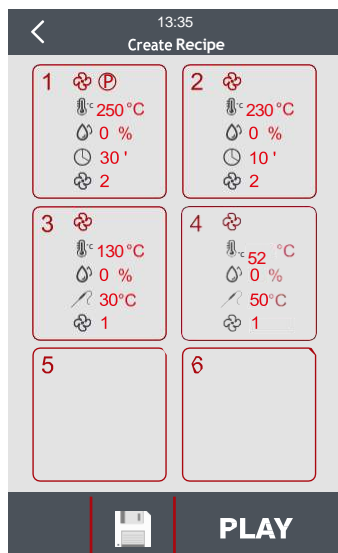 13:35
Create Recipe
1 P
°C 250 °C
0 %
30 '
2
2
°C 230 °C
0 %
10 '
2
3
°C 130 °C
0 %
30°C
1
4
°C 52 °C
0 %
50°C
1
5
6
PLAY